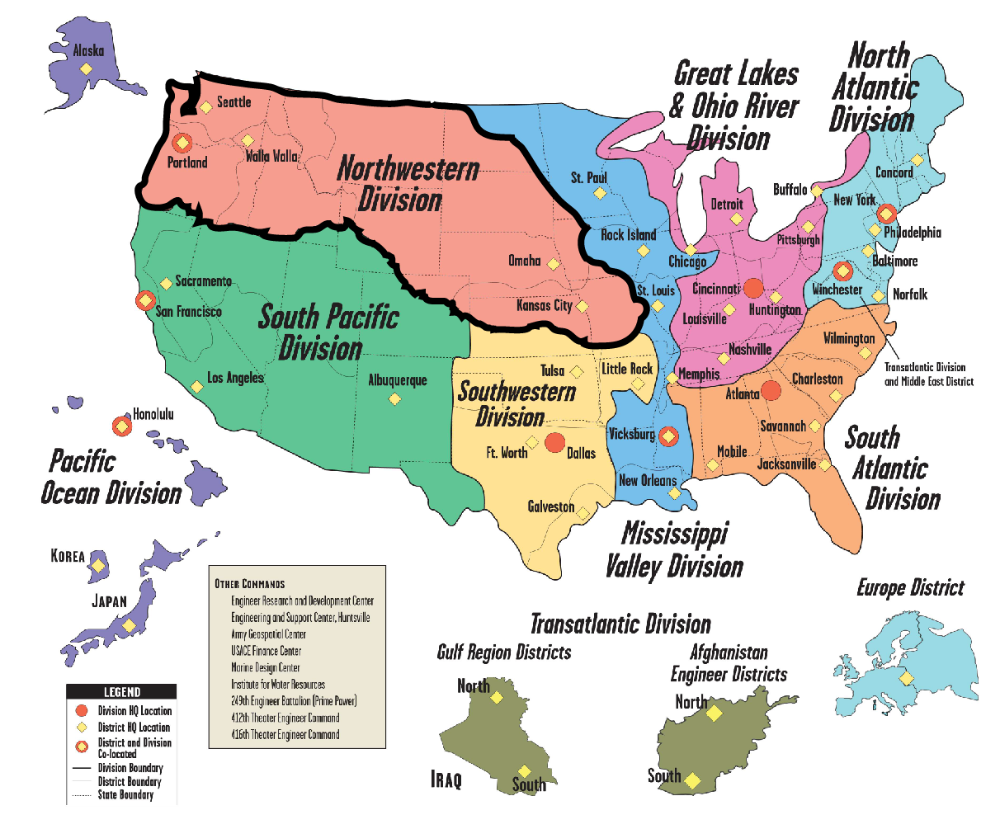 Alaska
Seattle
Portland
Walla Walla
Northwestern
Division
Omaha
Kansas City
Great Lakes
& Ohio River
Division
North
Atlantic
Division
St. Paul
Rock Island
St. Louis
Chicago
Detroit
Buffalo
Pittsburgh
Cincinnati
Louisville
Huntington
Nashville
Concord
New York
Philadelphia
Baltimore
Winchester
Norfolk
Transatlantic Division
and Middle East District
Sacramento
San Francisco
Los Angeles
South Pacific
Division
Albuquerque
Tulsa
Little Rock
Southwestern
Division
Ft. Worth
Dallas
Galveston
Memphis
Vicksburg
New Orleans
Mississippi
Valley Division
Wilmington
Charleston
Atlanta
Savannah
Mobile
Jacksonville
South
Atlantic
Division
Honolulu
Pacific
Ocean Division
Korea
Japan
Other Commands
Engineer Research and Development Center
Engineering and Support Center, Huntsville
Army Geospatial Center
USACE Finance Center
Marine Design Center
Institute for Water Resources
249th Engineer Battalion (Prime Power)
412th Theater Engineer Command
416th Theater Engineer Command
Transatlantic Division
Gulf Region Districts
North
South
Iraq
Afghanistan
Engineer Districts
North
South
Europe District
LEGEND
Division HQ Location
District HQ Location
District and Division
Co-located
Division Boundary
District Boundary
State Boundary